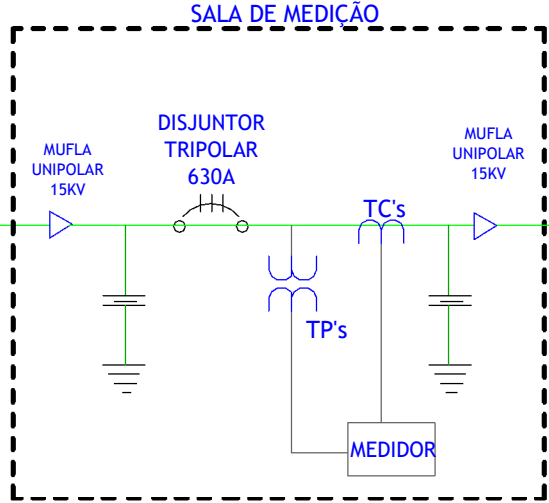 SALA DE MEDIÇÃO
DISJUNTOR
TRIPOLAR
630A
MUFLA
UNIPOLAR
15KV
MUFLA
UNIPOLAR
15KV
TC's
TP's
MEDIDOR